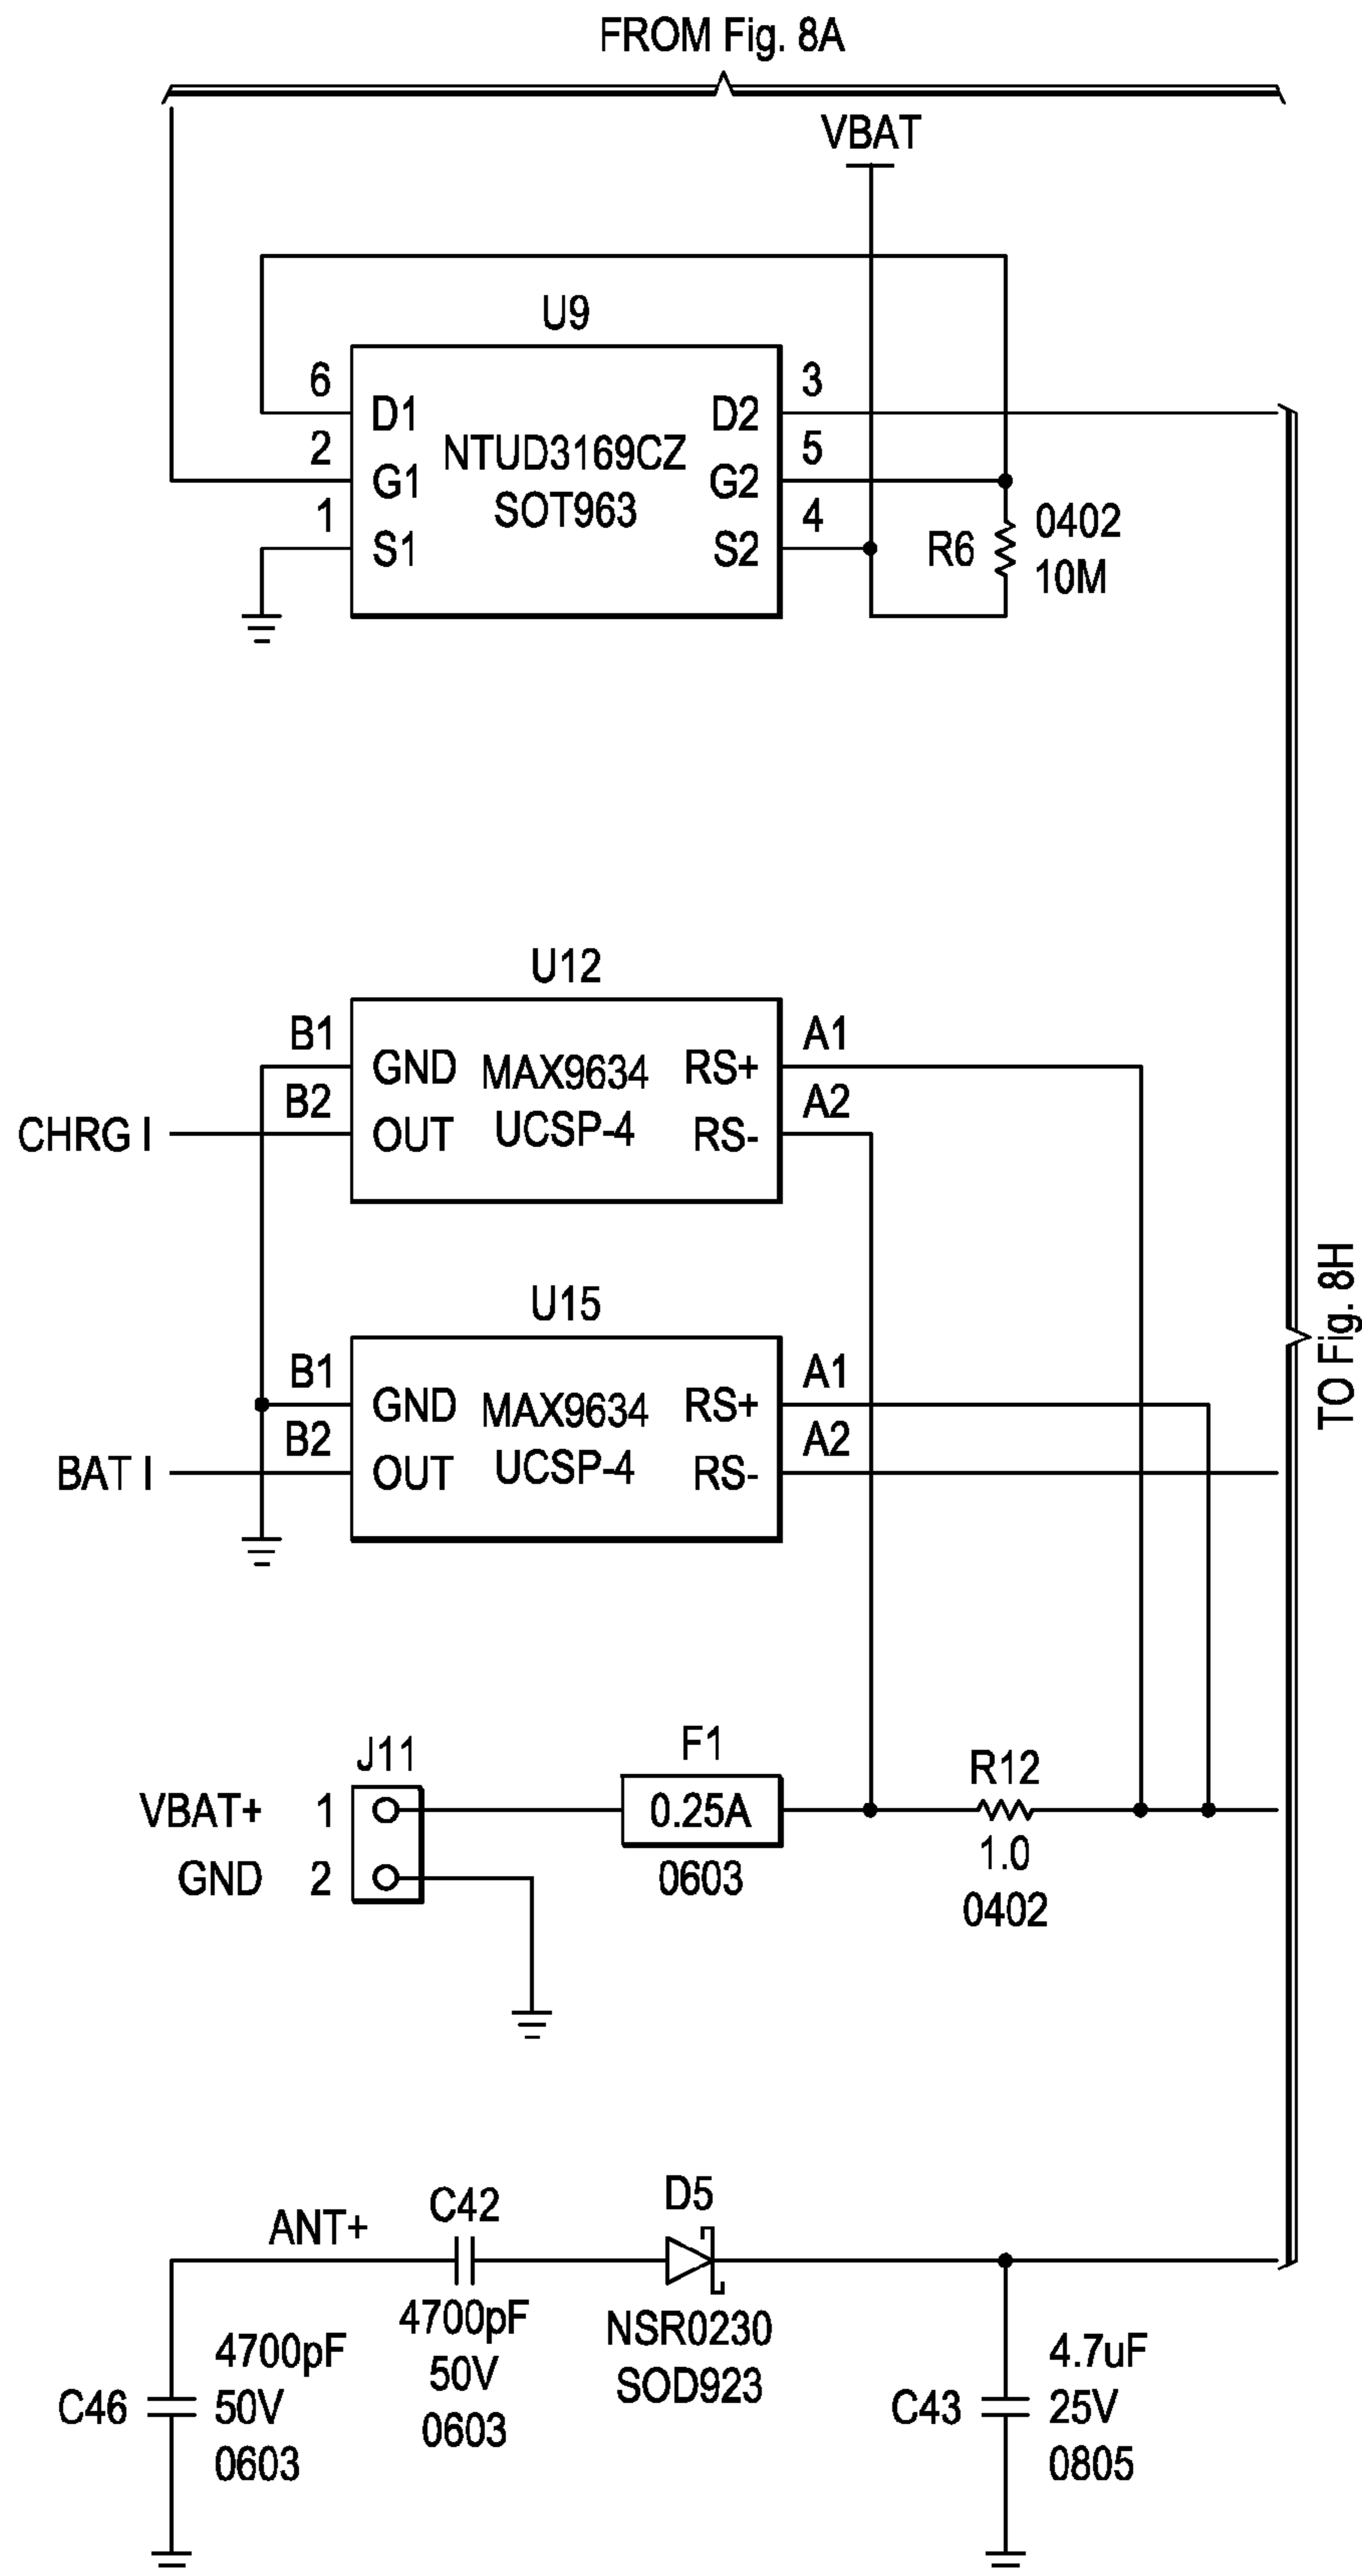 FROM Fig. 8A
VBAT
U9
6 D1 D2 3
2 G1 NTUD3169CZ G2 5
SOT963
1 S1 S2 4
R6 0402
10M
U12
B1 GND MAX9634 RS+ A1
CHRG I B2 OUT UCSP-4 RS- A2
U15
B1 GND MAX9634 RS+ A1
BAT I B2 OUT UCSP-4 RS- A2
TO Fig. 8H
J11 F1 R12
VBAT+ 1 0.25A
1.0
GND 2 0603
0402
ANT+ C42 D5
4700pF NSR0230
50V SOD923
0603
4700pF
C46 50V
0603
4.7uF
C43 25V
0805